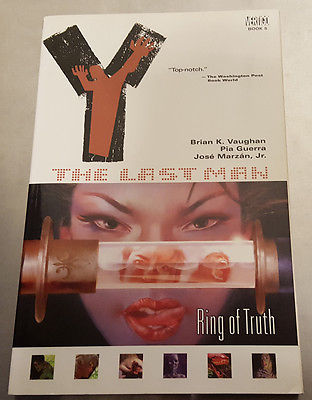 VERTIGO
BOOK 5
Y
"Top-notch."
— The Washington Post
Book World
Brian K. Vaughan
Pia Guerra
José Marzán, Jr.
THE LAST MAN
Ring of Truth